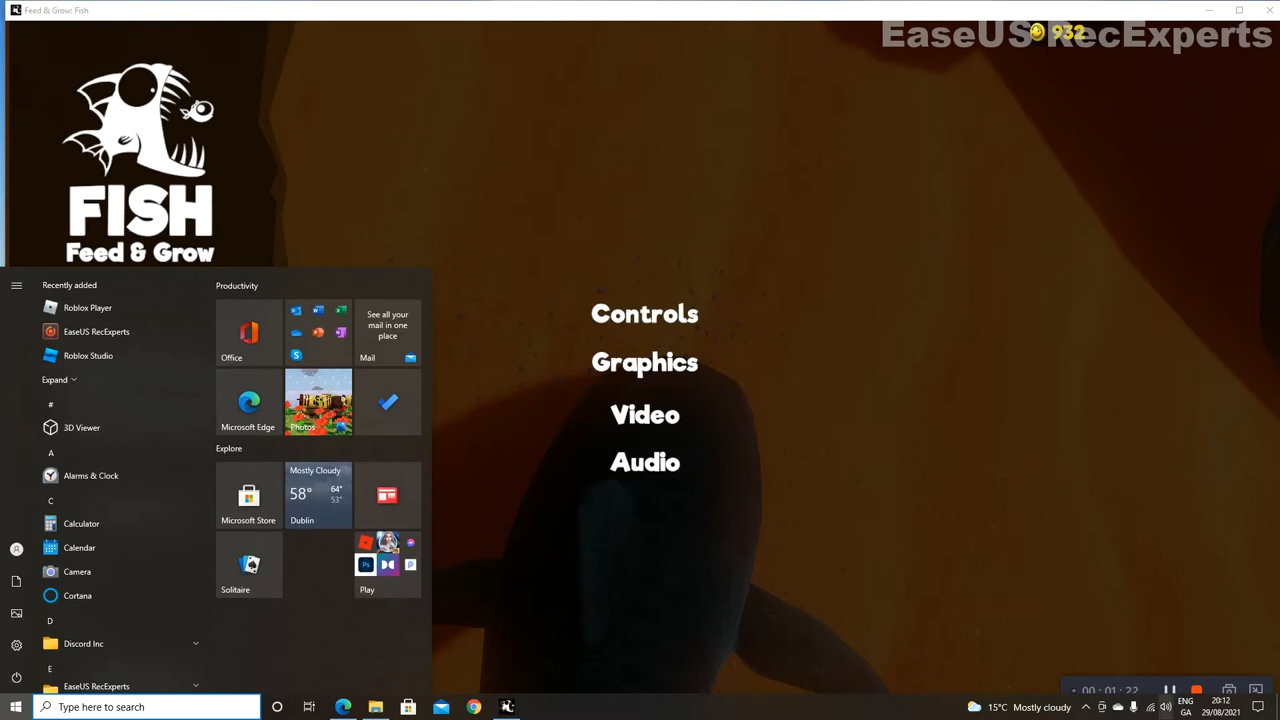 Feed & Grow: Fish
EaseUS RecExperts
932
FISH
Feed & Grow
Controls
Graphics
Video
Audio
Recently added
Roblox Player
EaseUS RecExperts
Roblox Studio
Expand
#
3D Viewer
A
Alarms & Clock
C
Calculator
Calendar
Camera
Cortana
D
Discord Inc
E
EaseUS RecExperts
Productivity
Office
See all your
mail in one
place
Mail
Microsoft Edge
Photos
Explore
Microsoft Store
Mostly Cloudy
58° 64°
53°
Dublin
Solitaire
Ps
Play
00:01:22
Type here to search
15°C Mostly cloudy
ENG
GA
20:12
29/08/2021